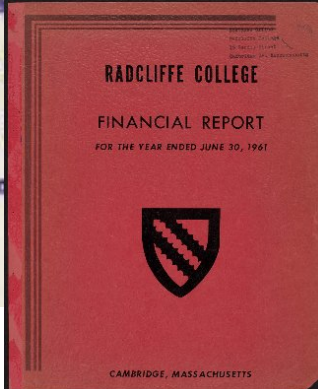 RADCLIFFE COLLEGE
FINANCIAL REPORT
FOR THE YEAR ENDED JUNE 30, 1961
CAMBRIDGE, MASSACHUSETTS